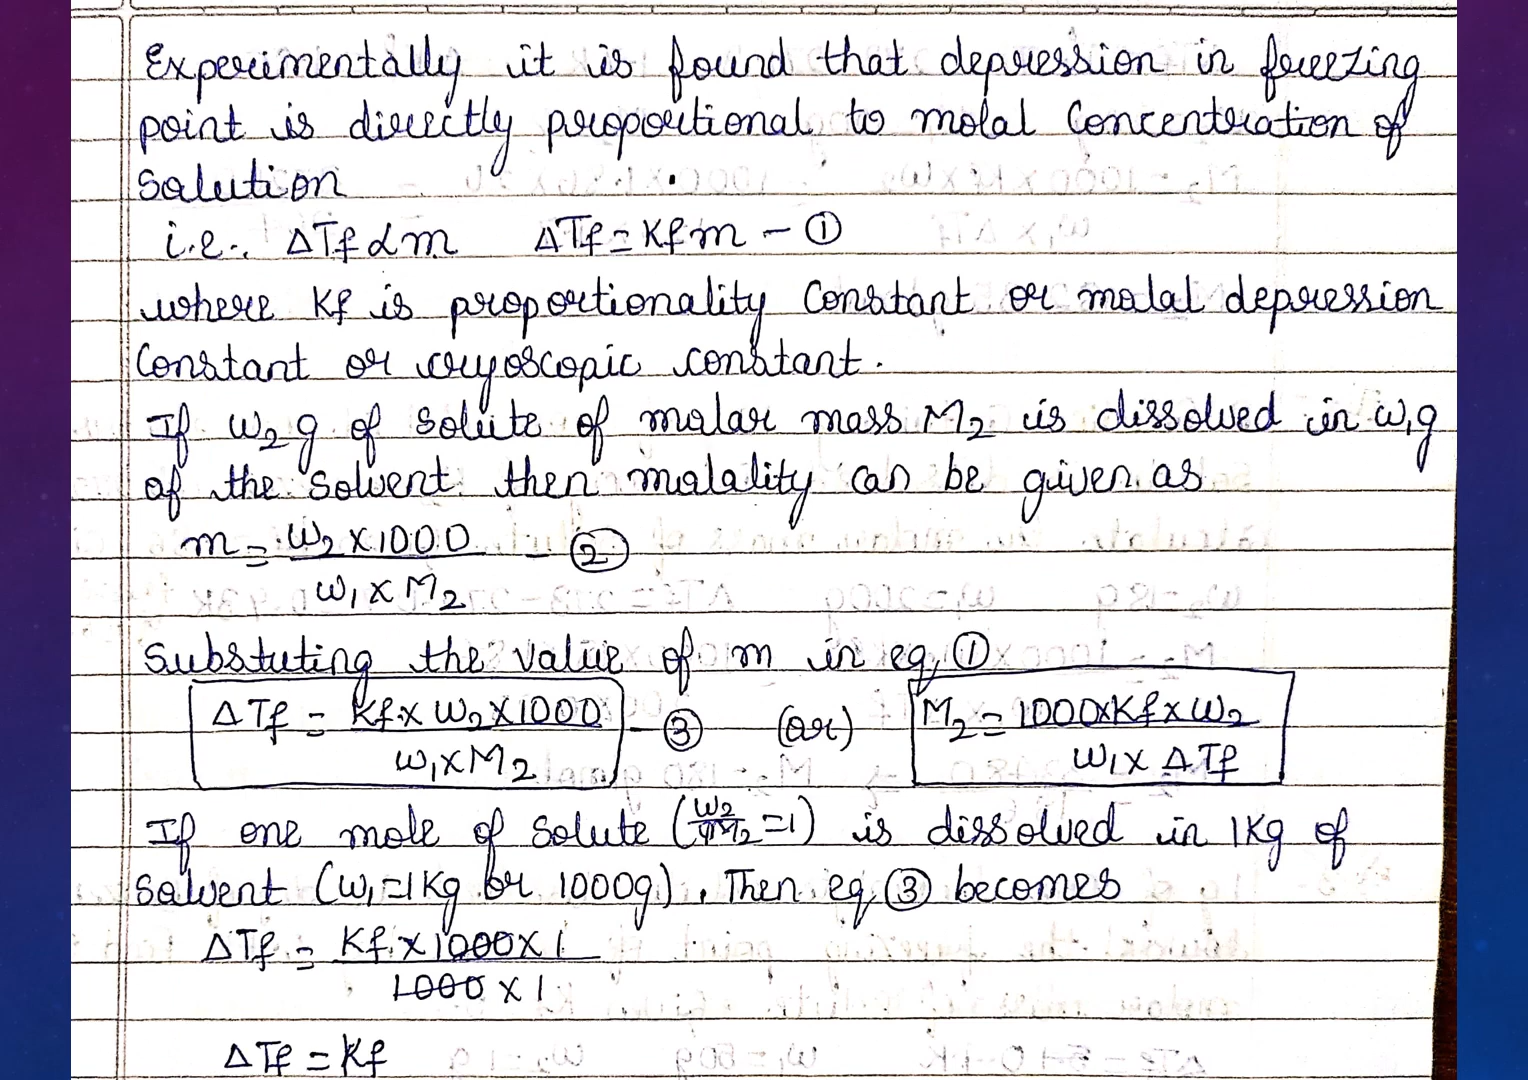 Experimentally it is found that depression in freezing
point is directly proportional to molal Concentration of
Solution
i.e. ΔTf α m ΔTf = Kf m - ①
where Kf is proportionality Constant or molal depression
Constant or cryoscopic constant.
If w₂ g of solute of molar mass M₂ is dissolved in w₁g
of the solvent then molality can be given as
m = w₂ x 1000 - ②
w₁ x M₂
Substuting the value of m in eq, ①
ΔTf = Kf x w₂ x 1000 - ③ (or) M₂ = 1000 x Kf x w₂
w₁ x M₂ w₁ x ΔTf
If one mole of solute (w₂/M₂ = 1) is dissolved in 1Kg of
solvent (w₁=1Kg or 1000g), Then eq, ③ becomes
ΔTf = Kf x 1000 x 1
1000 x 1
ΔTf = Kf